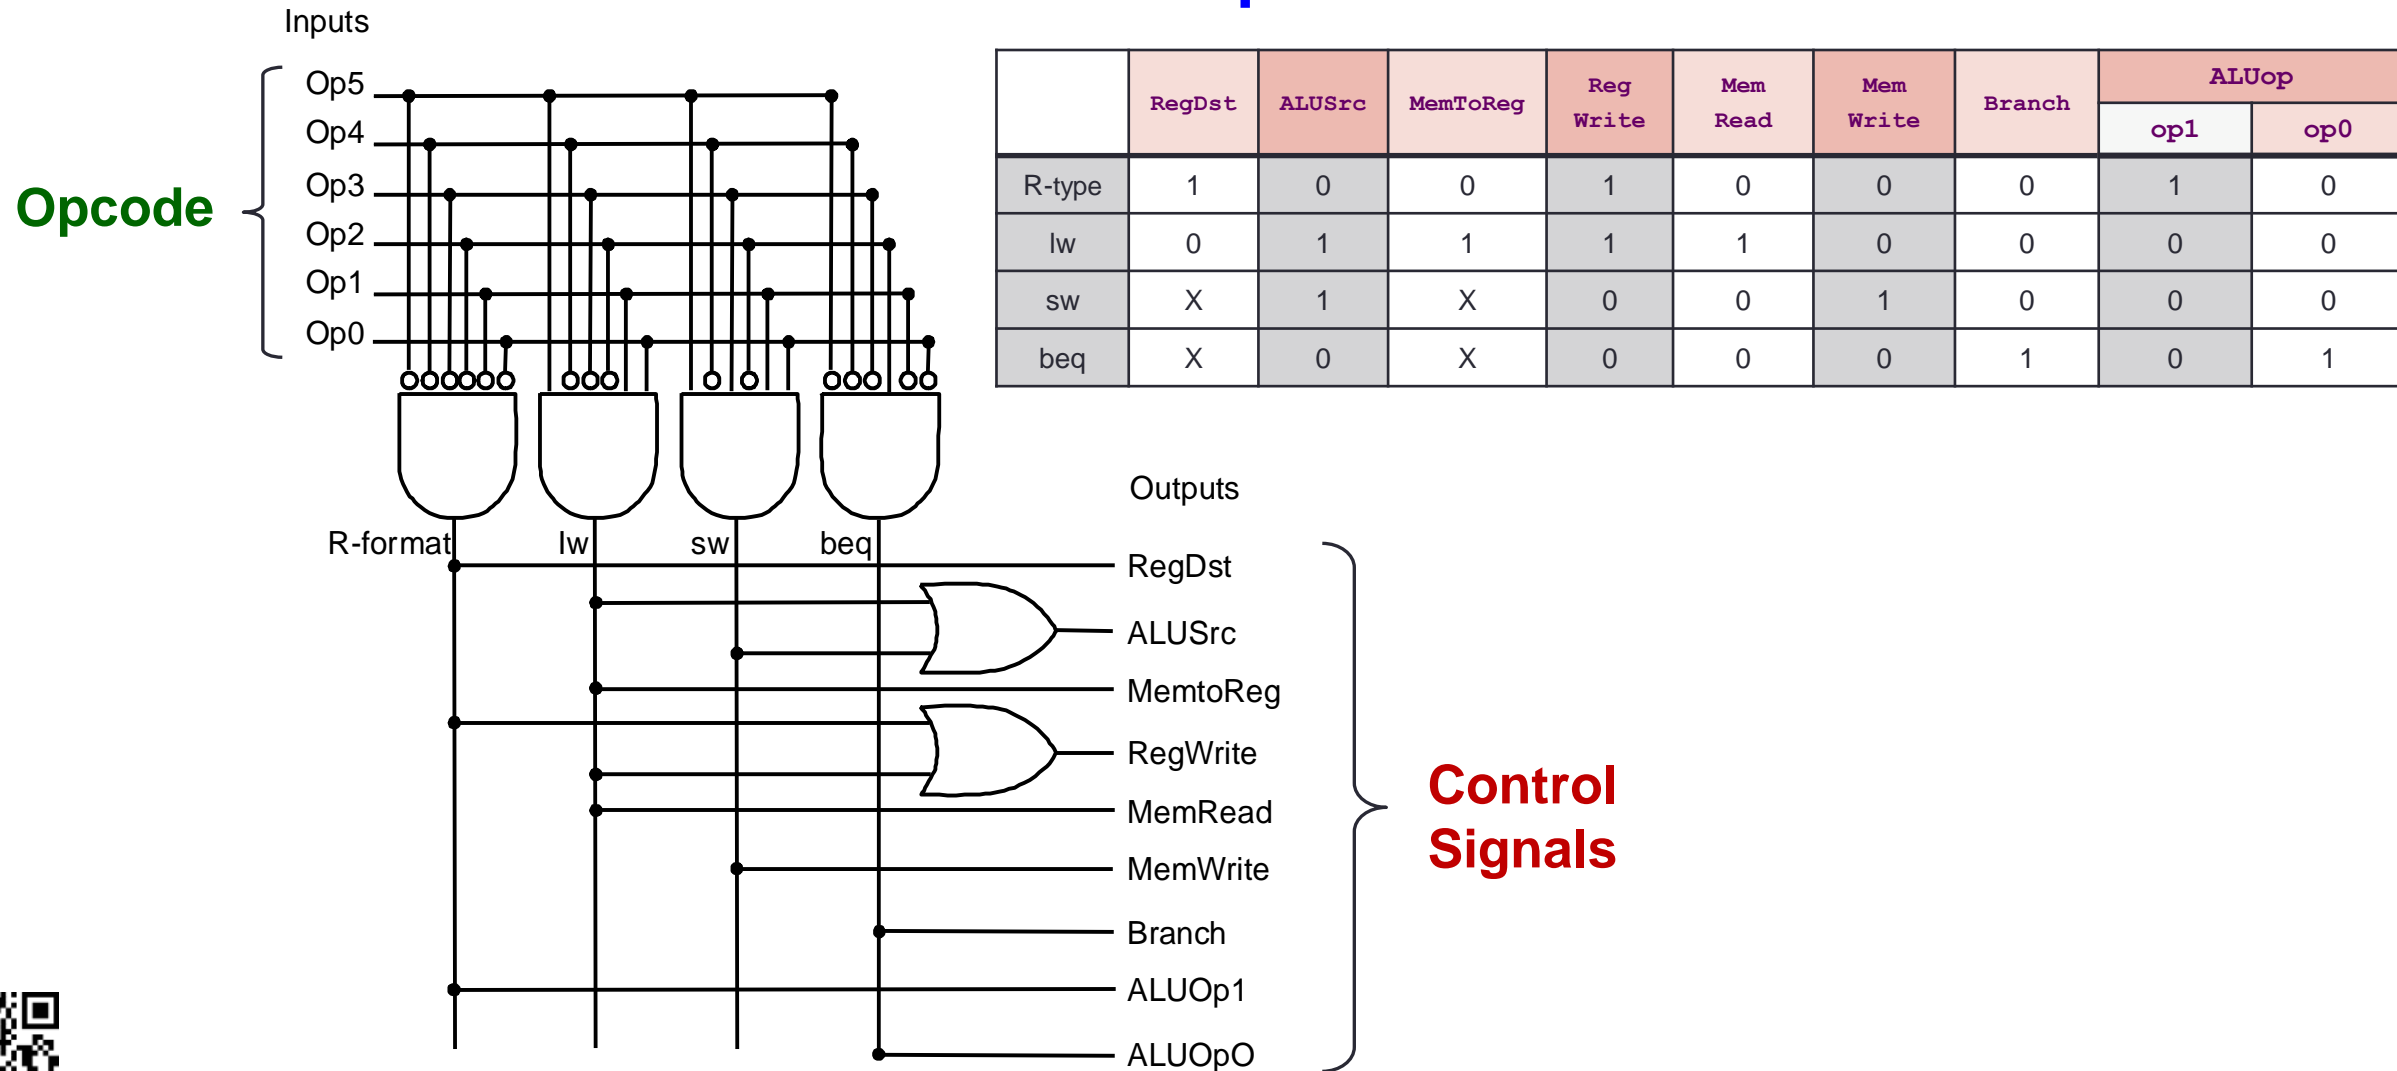 Inputs
Opcode
Op5
Op4
Op3
Op2
Op1
Op0
RegDst ALUSrc MemToReg Reg Write Mem Read Mem Write Branch ALUop
op1 op0
R-type 1 0 0 1 0 0 0 1 0
lw 0 1 1 1 1 0 0 0 0
sw X 1 X 0 0 1 0 0 0
beq X 0 X 0 0 0 1 0 1
R-format lw sw beq
Outputs
RegDst
ALUSrc
MemtoReg
RegWrite
MemRead
MemWrite
Branch
ALUOp1
ALUOpO
Control
Signals